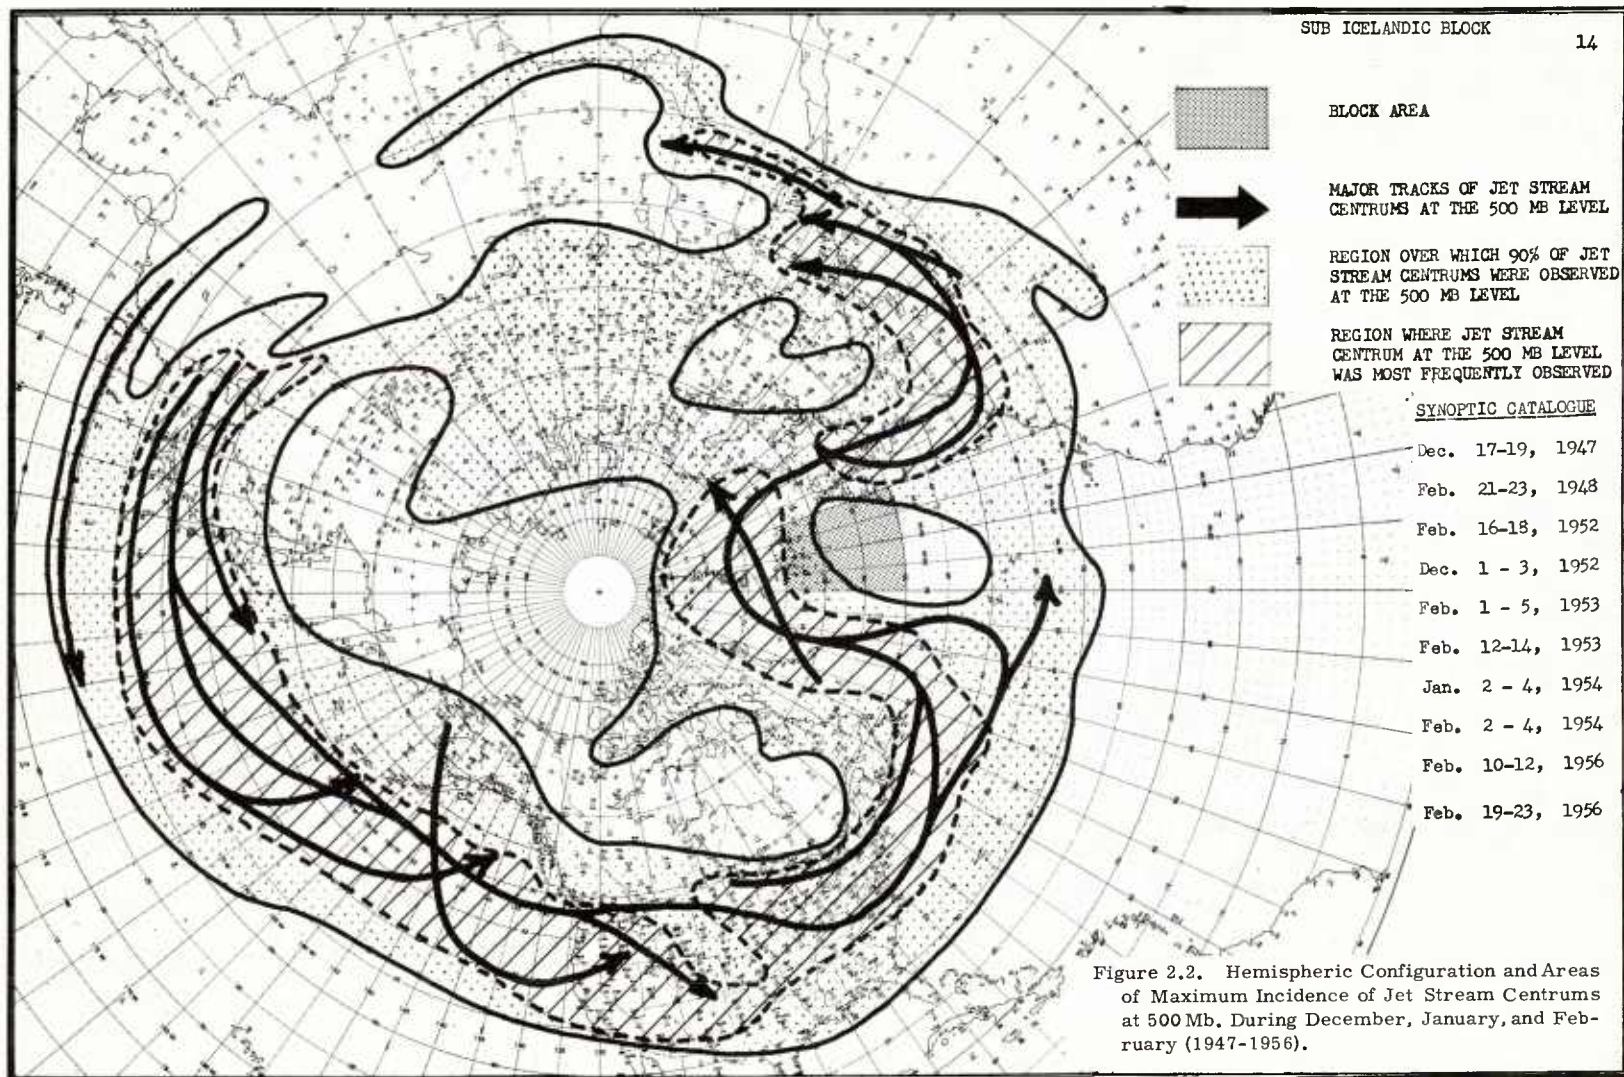 SUB ICELANDIC BLOCK
14
BLOCK AREA
MAJOR TRACKS OF JET STREAM
CENTRUMS AT THE 500 MB LEVEL
REGION OVER WHICH 90% OF JET
STREAM CENTRUMS WERE OBSERVED
AT THE 500 MB LEVEL
REGION WHERE JET STREAM
CENTRUM AT THE 500 MB LEVEL
WAS MOST FREQUENTLY OBSERVED
SYNOPTIC CATALOGUE
Dec. 17-19, 1947
Feb. 21-23, 1948
Feb. 16-18, 1952
Dec. 1 - 3, 1952
Feb. 1 - 5, 1953
Feb. 12-14, 1953
Jan. 2 - 4, 1954
Feb. 2 - 4, 1954
Feb. 10-12, 1956
Feb. 19-23, 1956
Figure 2.2. Hemispheric Configuration and Areas
of Maximum Incidence of Jet Stream Centrums
at 500 Mb. During December, January, and Feb-
ruary (1947-1956).